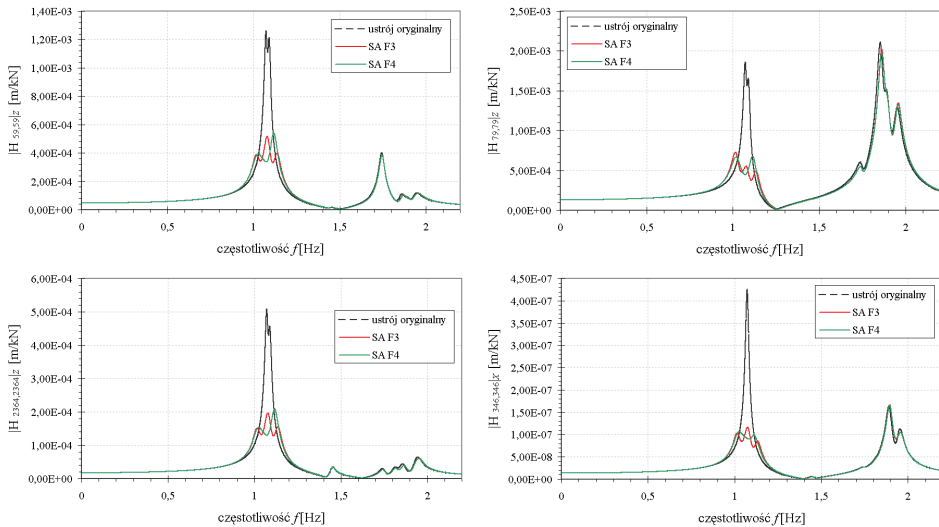 |H 59,59|z [m/kN]
1,40E-03
1,20E-03
1,00E-03
8,00E-04
6,00E-04
4,00E-04
2,00E-04
0,00E+00
ustrój oryginalny
SA F3
SA F4
0 0,5 1 1,5 2
częstotliwość f[Hz]
|H 79,79|z [m/kN]
2,50E-03
2,00E-03
1,50E-03
1,00E-03
5,00E-04
0,00E+00
ustrój oryginalny
SA F3
SA F4
0 0,5 1 1,5 2
częstotliwość f[Hz]
|H 2364,2364|z [m/kN]
6,00E-04
5,00E-04
4,00E-04
3,00E-04
2,00E-04
1,00E-04
0,00E+00
ustrój oryginalny
SA F3
SA F4
0 0,5 1 1,5 2
częstotliwość f[Hz]
|H 346,346|x [m/kN]
4,50E-07
4,00E-07
3,50E-07
3,00E-07
2,50E-07
2,00E-07
1,50E-07
1,00E-07
5,00E-08
0,00E+00
ustrój oryginalny
SA F3
SA F4
0 0,5 1 1,5 2
częstotliwość f[Hz]